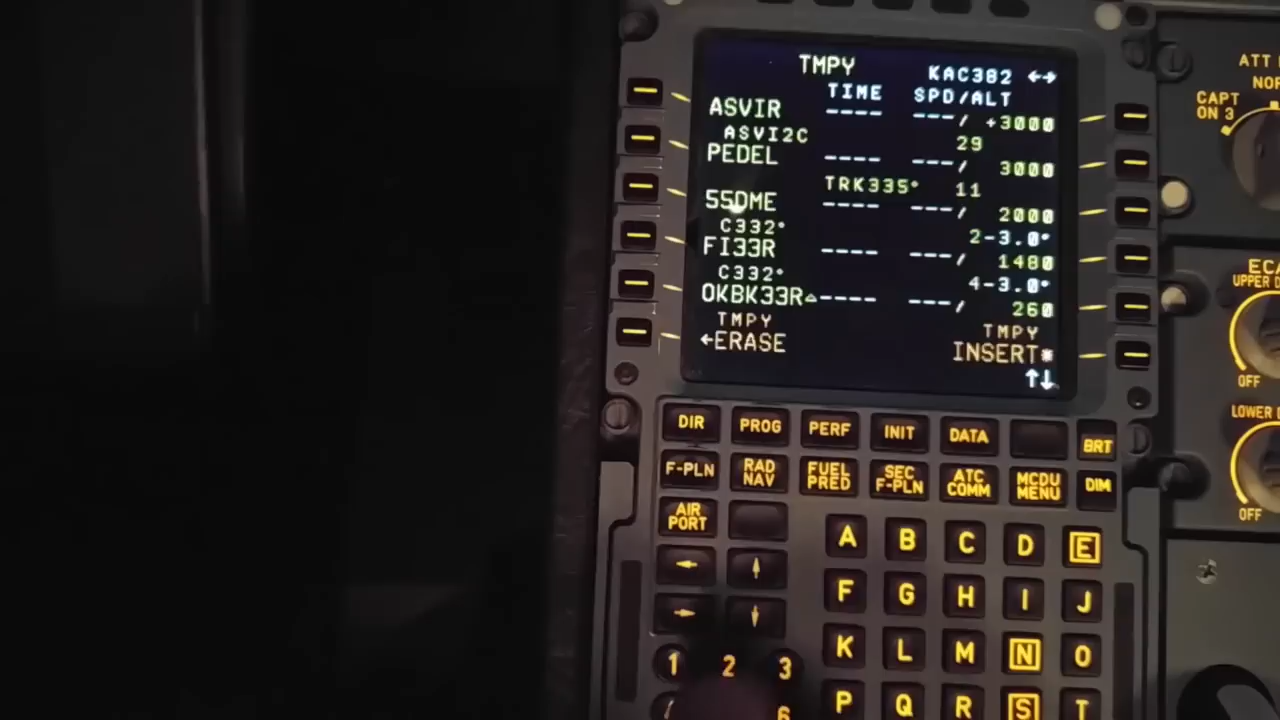 TMPY KAC382 ←→
TIME SPD/ALT
ASVIR ---- ---/ +3000
ASVI2C 29
PEDEL ---- ---/ 3000
TRK335° 11
55DME ---- ---/ 2000
C332° 2-3.0°
FI33R ---- ---/ 1480
C332° 4-3.0°
OKBK33R▵---- ---/ 260
TMPY TMPY
←ERASE INSERT*
↑↓
DIR PROG PERF INIT DATA BRT
F-PLN RAD NAV FUEL PRED SEC F-PLN ATC COMM MCDU MENU DIM
AIR PORT
← ↑
→ ↓
A B C D E
F G H I J
K L M N O
P Q R S T
1 2 3
6
ATT
NOR
CAPT
ON 3
ECA
UPPER D
OFF
LOWER D
OFF